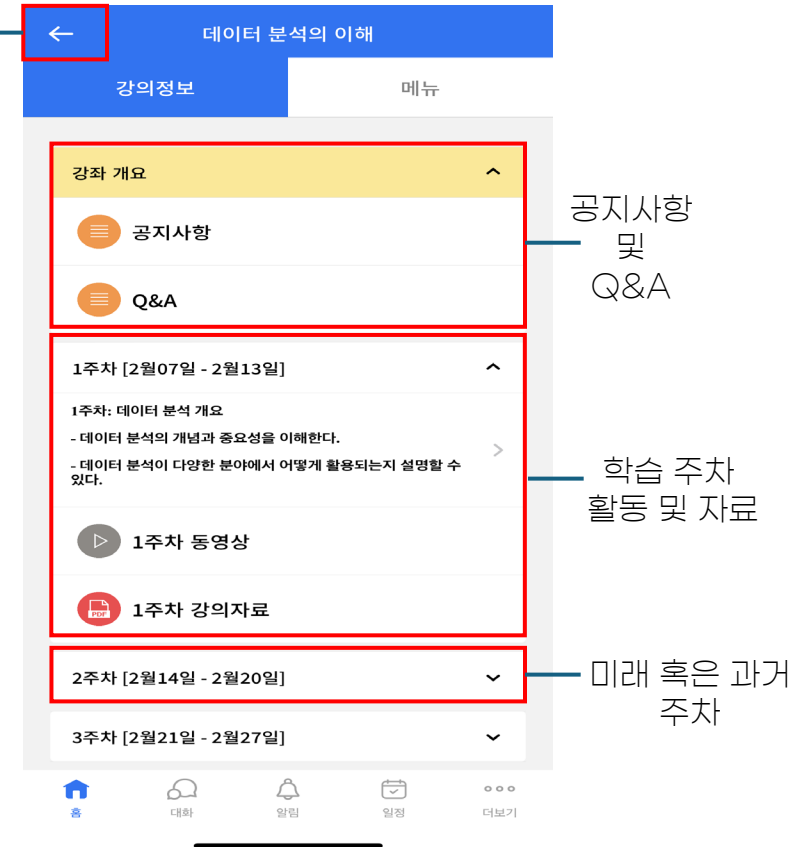 데이터 분석의 이해
강의정보
메뉴
강좌 개요
공지사항
Q&A
공지사항
및
Q&A
1주차 [2월07일 - 2월13일]
1주차: 데이터 분석 개요
- 데이터 분석의 개념과 중요성을 이해한다.
- 데이터 분석이 다양한 분야에서 어떻게 활용되는지 설명할 수
있다.
1주차 동영상
PDF
1주차 강의자료
학습 주차
활동 및 자료
2주차 [2월14일 - 2월20일]
미래 혹은 과거
주차
3주차 [2월21일 - 2월27일]
홈
대화
알림
일정
더보기